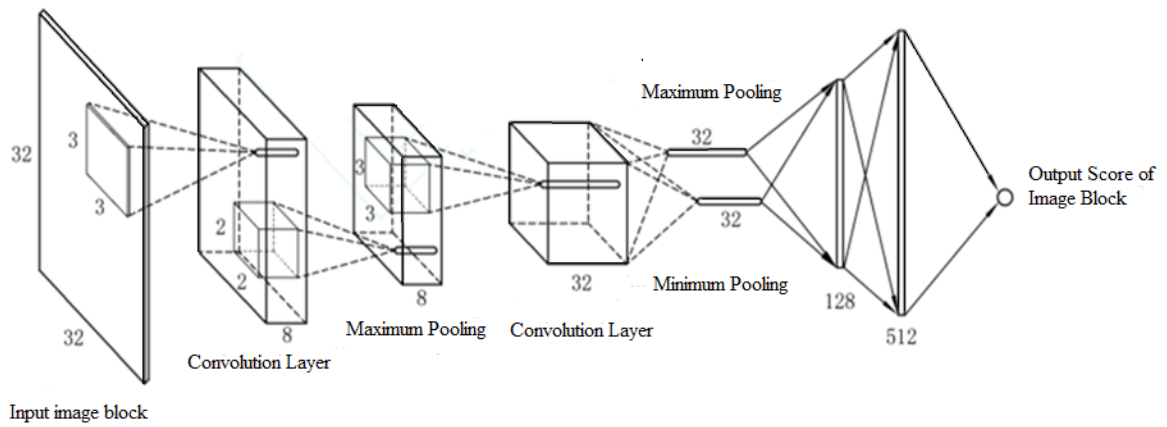 Maximum Pooling
32
32
3
3
32
Input image block
2
2
8
Convolution Layer
3
3
8
Maximum Pooling
32
Convolution Layer
32
Minimum Pooling
128
512
Output Score of
Image Block